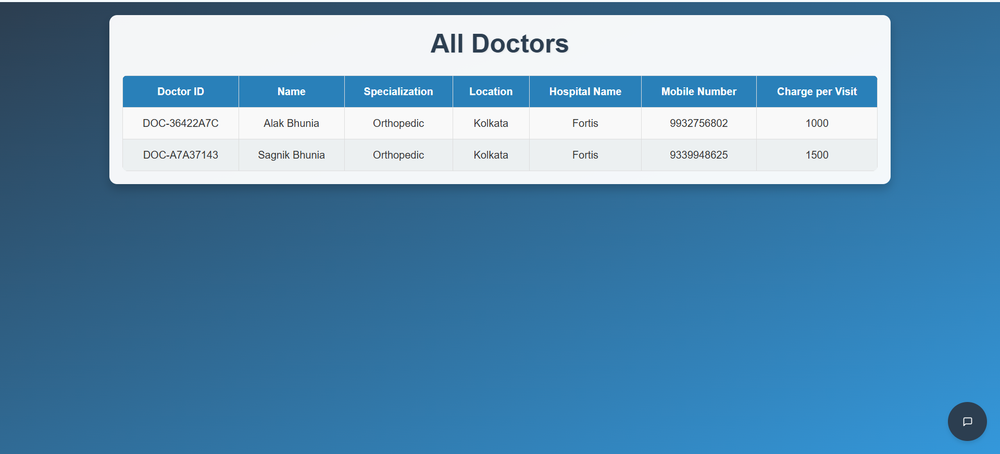 All Doctors
Doctor ID Name Specialization Location Hospital Name Mobile Number Charge per Visit
DOC-36422A7C Alak Bhunia Orthopedic Kolkata Fortis 9932756802 1000
DOC-A7A37143 Sagnik Bhunia Orthopedic Kolkata Fortis 9339948625 1500